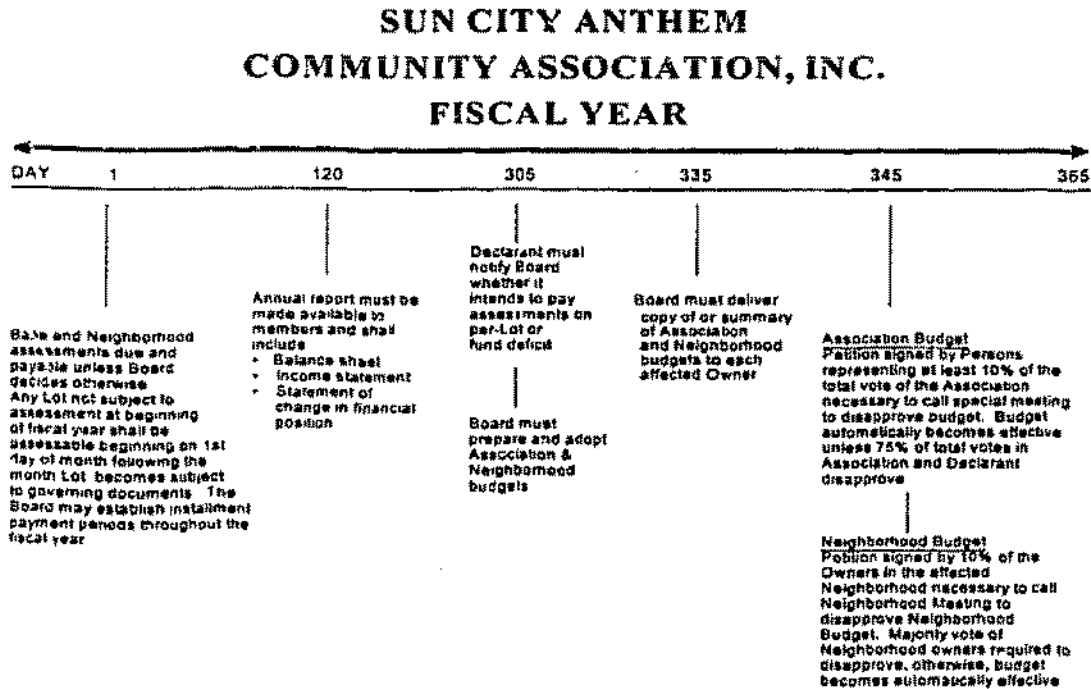 SUN CITY ANTHEM
COMMUNITY ASSOCIATION, INC.
FISCAL YEAR
DAY 1 120 305 335 345 365
Base and Neighborhood
assessments due and
payable unless Board
decides otherwise
Any Lot not subject to
assessment at beginning
of fiscal year shall be
assessable beginning on 1st
day of month following the
month Lot becomes subject
to governing documents The
Board may establish installment
payment periods throughout the
fiscal year
Annual report must be
made available to
members and shall
include
• Balance sheet
• Income statement
• Statement of
change in financial
position
Declarant must
notify Board
whether it
intends to pay
assessments on
per-Lot or
fund deficit
Board must
prepare and adopt
Association &
Neighborhood
budgets
Board must deliver
copy of or summary
of Association
and Neighborhood
budgets to each
affected Owner
Association Budget
Petition signed by Persons
representing at least 10% of the
total vote of the Association
necessary to call special meeting
to disapprove budget. Budget
automatically becomes effective
unless 75% of total votes in
Association and Declarant
disapprove
Neighborhood Budget
Petition signed by 10% of the
Owners in the affected
Neighborhood necessary to call
Neighborhood Meeting to
disapprove Neighborhood
Budget. Majority vote of
Neighborhood owners required to
disapprove, otherwise, budget
becomes automatically effective